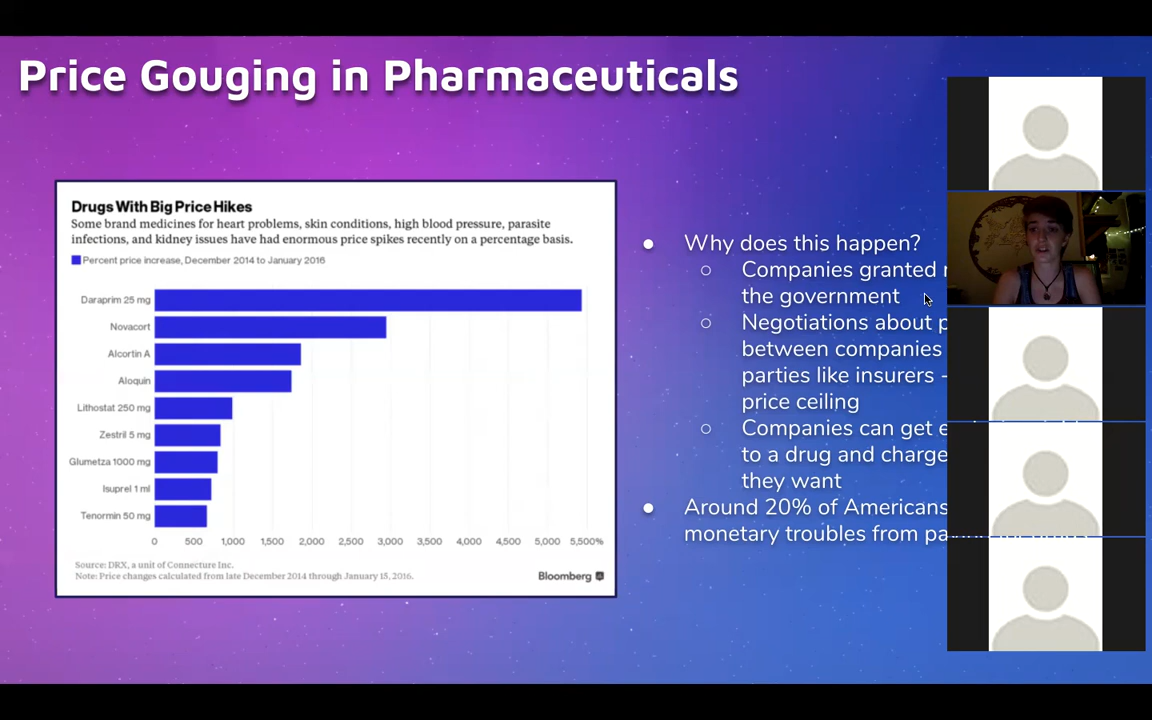 Price Gouging in Pharmaceuticals
Drugs With Big Price Hikes
Some brand medicines for heart problems, skin conditions, high blood pressure, parasite
infections, and kidney issues have had enormous price spikes recently on a percentage basis.
Percent price increase, December 2014 to January 2016
Daraprim 25 mg
Novacort
Alcortin A
Aloquin
Lithostat 250 mg
Zestril 5 mg
Glumetza 1000 mg
Isuprel 1 ml
Tenormin 50 mg
0 500 1,000 2,000 2,500 3,000 3,500 4,000 4,500 5,000 5,500%
Source: DRX, a unit of Connecture Inc.
Note: Price changes calculated from late December 2014 through January 15, 2016.
Bloomberg
● Why does this happen?
○ Companies granted
the government
○ Negotiations about
between companies
parties like insurers -
price ceiling
○ Companies can get
to a drug and charge
they want
● Around 20% of Americans
monetary troubles from